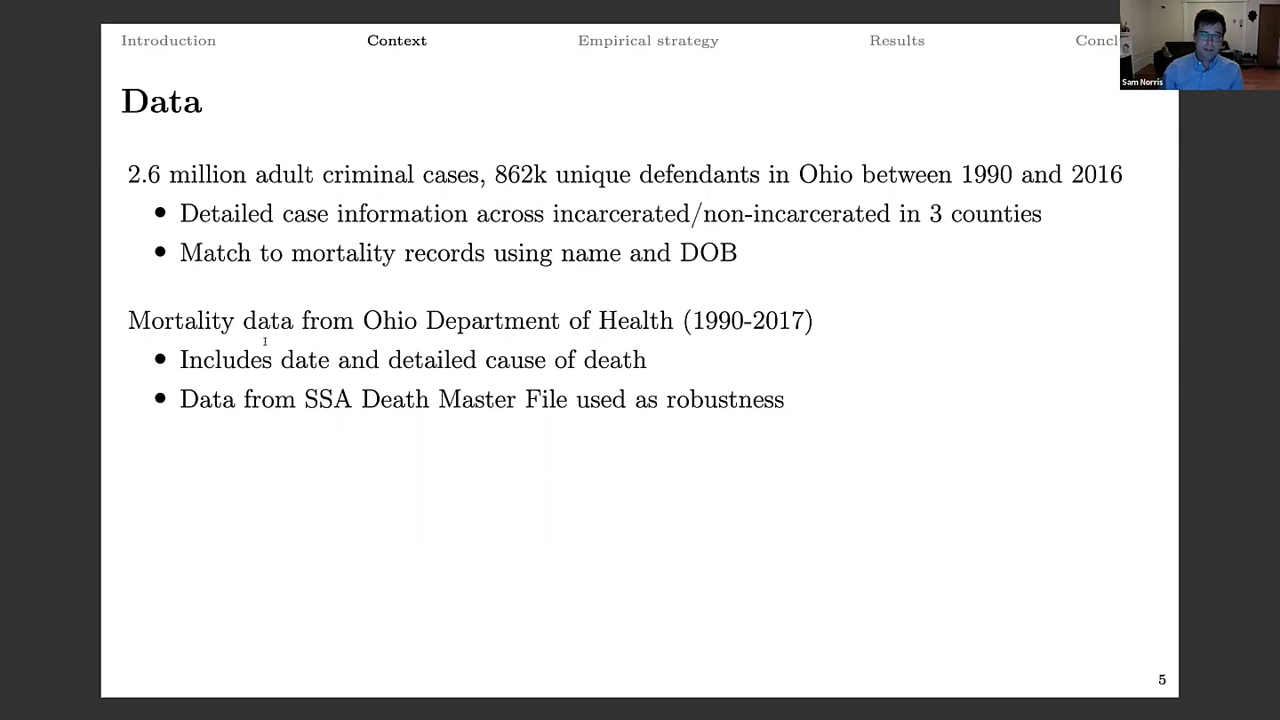 Introduction Context Empirical strategy Results Concl
Sam Norris
Data
2.6 million adult criminal cases, 862k unique defendants in Ohio between 1990 and 2016
• Detailed case information across incarcerated/non-incarcerated in 3 counties
• Match to mortality records using name and DOB
Mortality data from Ohio Department of Health (1990-2017)
• Includes date and detailed cause of death
• Data from SSA Death Master File used as robustness
5